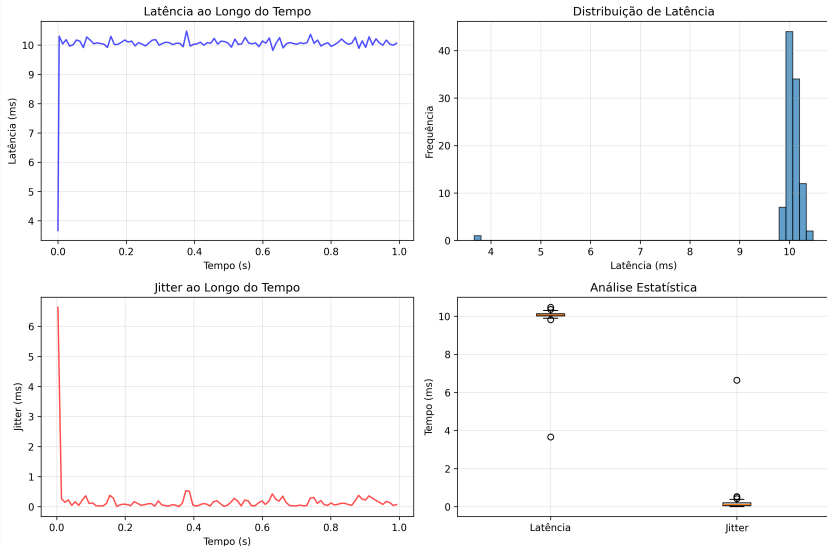 Latência ao Longo do Tempo
10
9
8
7
6
5
4
Latência (ms)
0.0 0.2 0.4 0.6 0.8 1.0
Tempo (s)
Distribuição de Latência
40
30
20
10
0
Frequência
4 5 6 7 8 9 10
Latência (ms)
Jitter ao Longo do Tempo
6
5
4
3
2
1
0
Jitter (ms)
0.0 0.2 0.4 0.6 0.8 1.0
Tempo (s)
Análise Estatística
10
8
6
4
2
0
Tempo (ms)
Latência Jitter